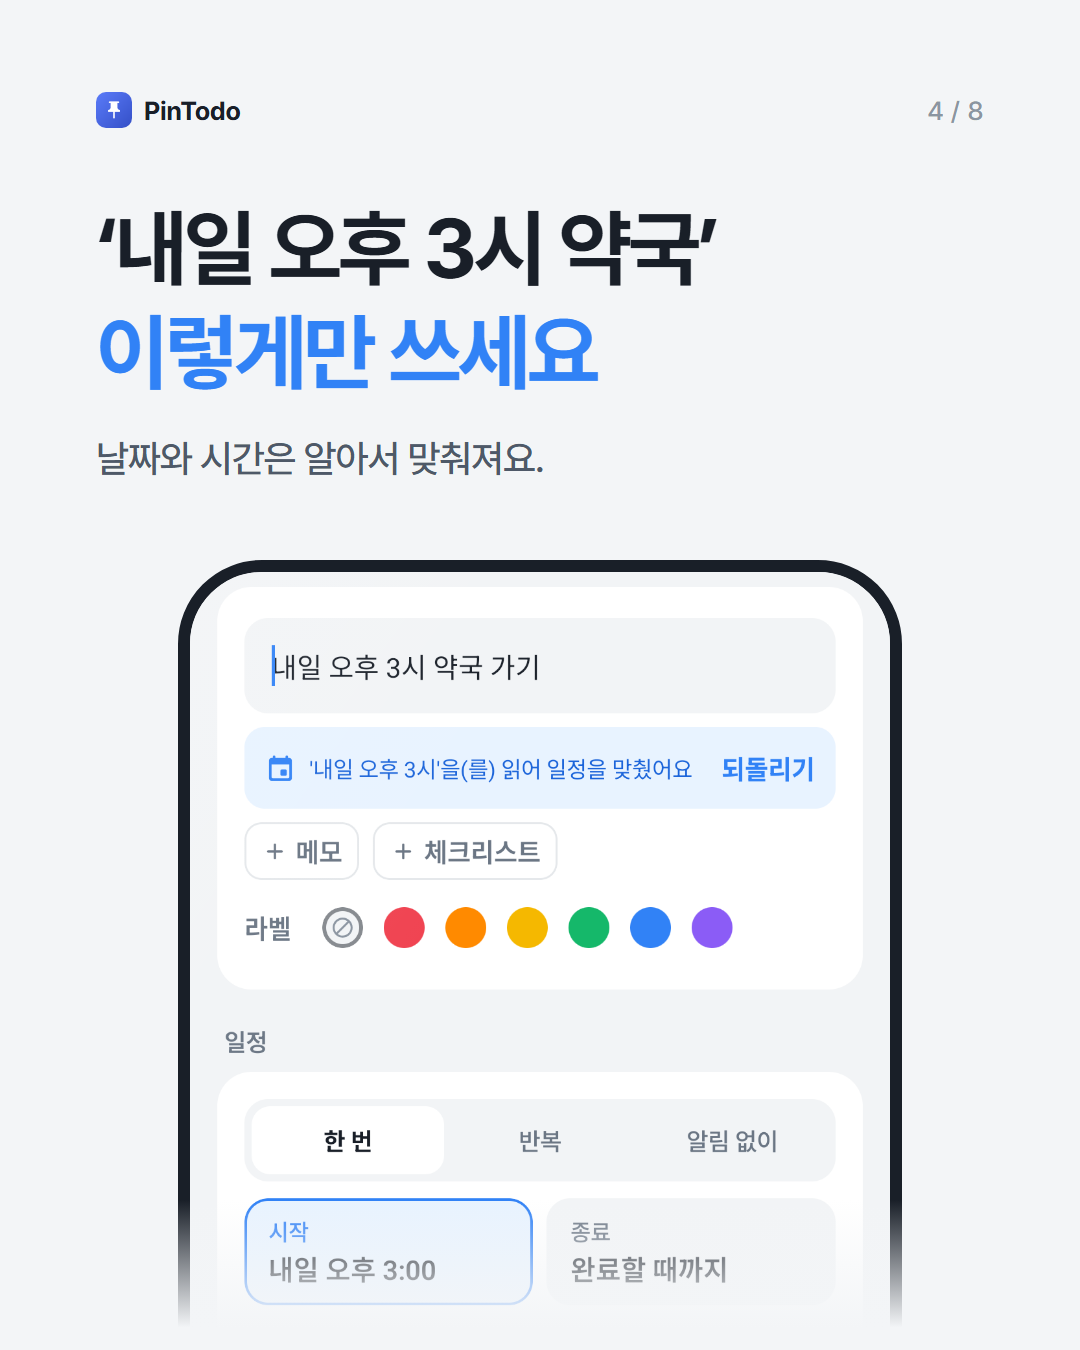 PinTodo
4 / 8
‘내일 오후 3시 약국’
이렇게만 쓰세요
날짜와 시간은 알아서 맞춰져요.
내일 오후 3시 약국 가기
'내일 오후 3시'을(를) 읽어 일정을 맞췄어요 되돌리기
+ 메모 + 체크리스트
라벨
일정
한 번 반복 알림 없이
시작 종료
내일 오후 3:00 완료할 때까지